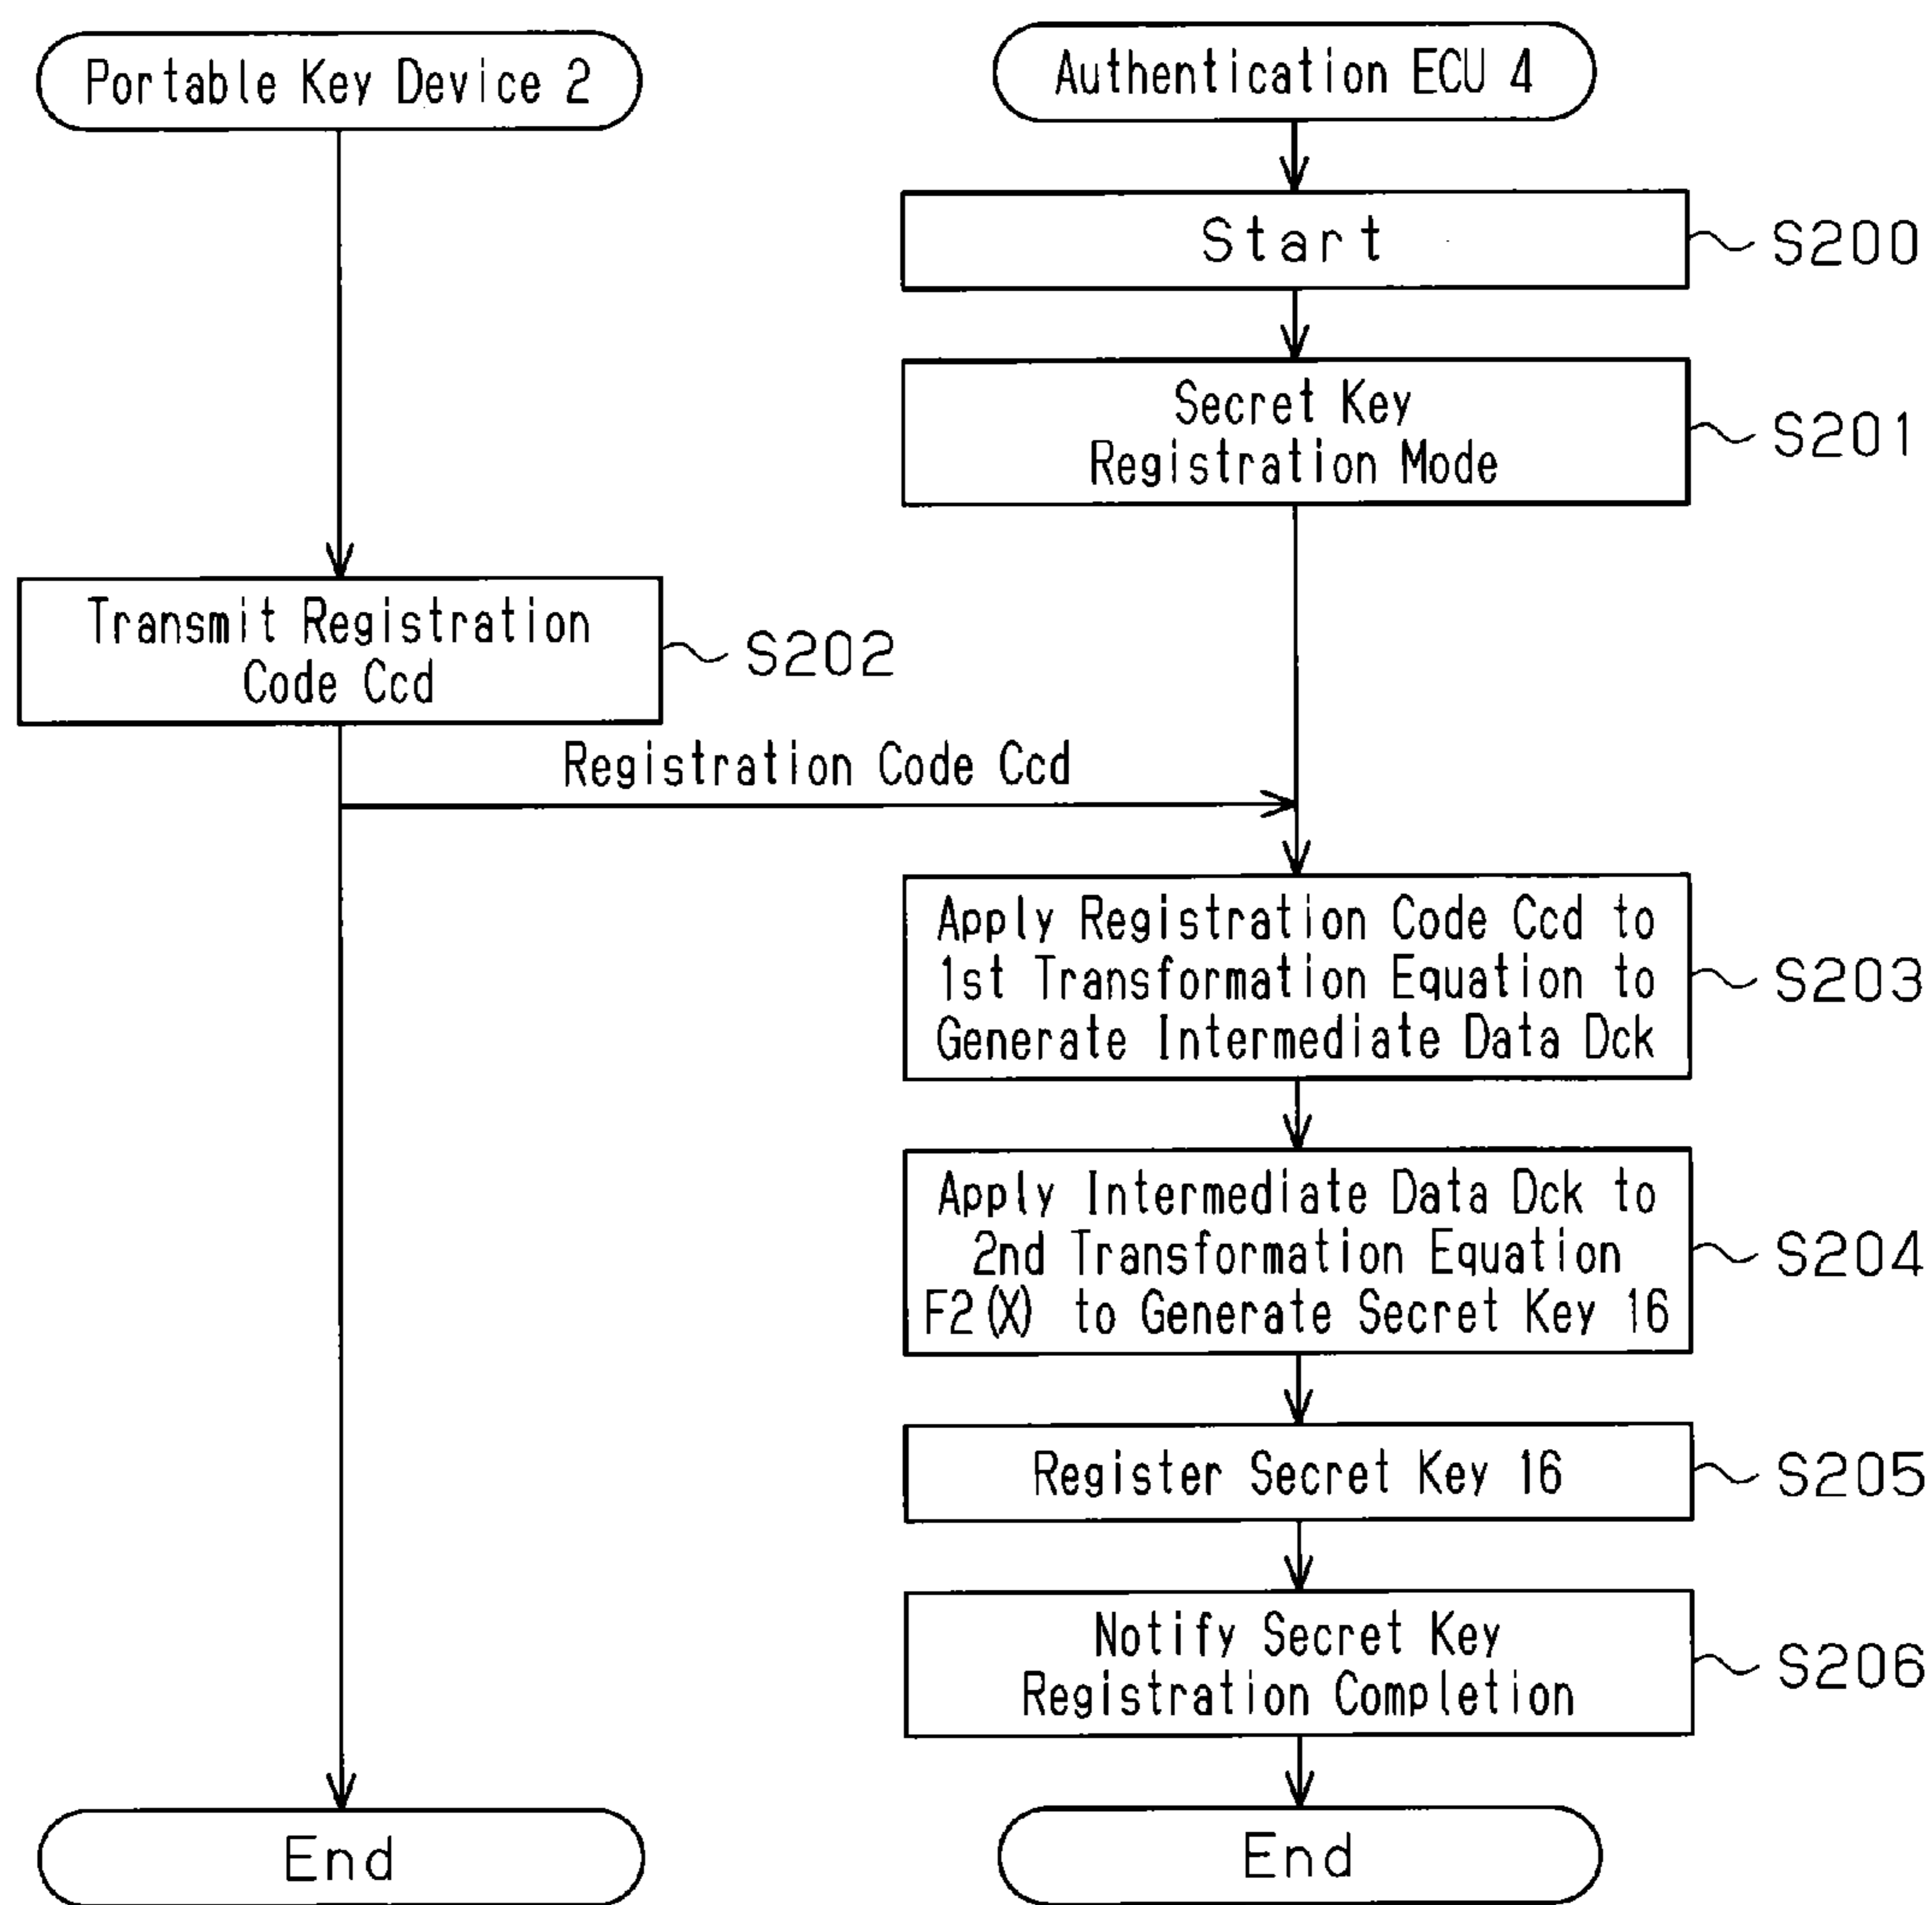 Portable Key Device 2
Authentication ECU 4
Start
S200
Secret Key
Registration Mode
S201
Transmit Registration
Code Ccd
S202
Registration Code Ccd
Apply Registration Code Ccd to
1st Transformation Equation to
Generate Intermediate Data Dck
S203
Apply Intermediate Data Dck to
2nd Transformation Equation
F2(X) to Generate Secret Key 16
S204
Register Secret Key 16
S205
Notify Secret Key
Registration Completion
S206
End
End